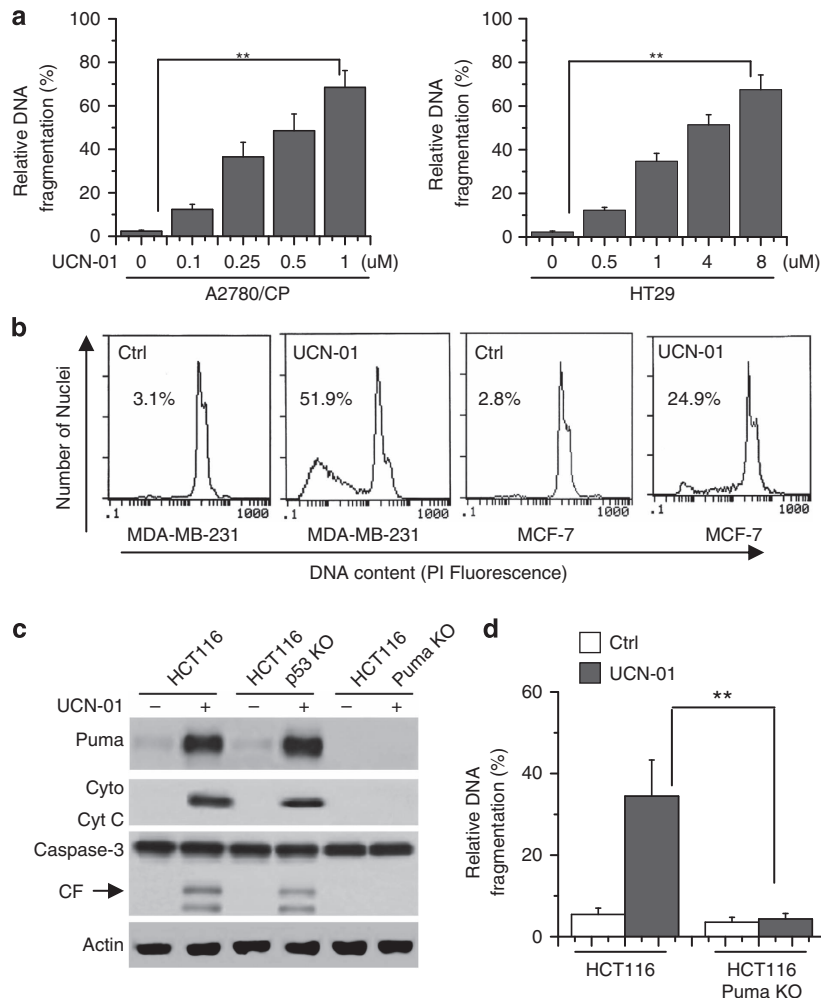 a
100
80
60
40
20
0
Relative DNA
fragmentation (%)
**
UCN-01 0 0.1 0.25 0.5 1 (uM)
A2780/CP
100
80
60
40
20
0
Relative DNA
fragmentation (%)
**
0 0.5 1 4 8 (uM)
HT29
b
Number of Nuclei
Ctrl
3.1%
.1 1000
MDA-MB-231
UCN-01
51.9%
.1 1000
MDA-MB-231
Ctrl
2.8%
.1 1000
MCF-7
UCN-01
24.9%
.1 1000
MCF-7
DNA content (PI Fluorescence)
c
HCT116
HCT116
p53 KO
HCT116
Puma KO
UCN-01 – + – + – +
Puma
Cyto
Cyt C
Caspase-3
CF
Actin
d
Ctrl
UCN-01
60
40
20
0
Relative DNA
fragmentation (%)
**
HCT116
HCT116
Puma KO